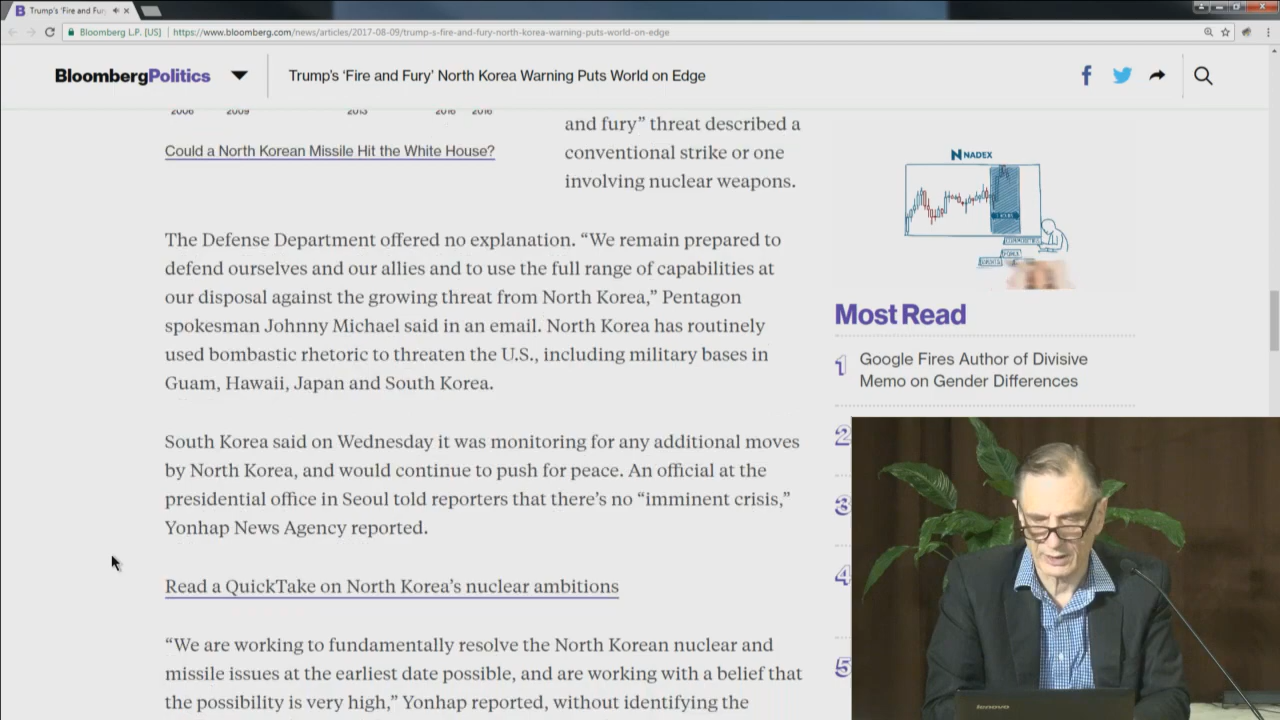 Trump's 'Fire and Fur
Bloomberg L.P. [US] https://www.bloomberg.com/news/articles/2017-08-09/trump-s-fire-and-fury-north-korea-warning-puts-world-on-edge
BloombergPolitics
Trump's 'Fire and Fury' North Korea Warning Puts World on Edge
2006 2009 2013 2016 2016
Could a North Korean Missile Hit the White House?
and fury” threat described a
conventional strike or one
involving nuclear weapons.
The Defense Department offered no explanation. “We remain prepared to
defend ourselves and our allies and to use the full range of capabilities at
our disposal against the growing threat from North Korea,” Pentagon
spokesman Johnny Michael said in an email. North Korea has routinely
used bombastic rhetoric to threaten the U.S., including military bases in
Guam, Hawaii, Japan and South Korea.
South Korea said on Wednesday it was monitoring for any additional moves
by North Korea, and would continue to push for peace. An official at the
presidential office in Seoul told reporters that there’s no “imminent crisis,”
Yonhap News Agency reported.
Read a QuickTake on North Korea’s nuclear ambitions
“We are working to fundamentally resolve the North Korean nuclear and
missile issues at the earliest date possible, and are working with a belief that
the possibility is very high,” Yonhap reported, without identifying the
NADEX
Most Read
1 Google Fires Author of Divisive
Memo on Gender Differences
2
3
4
5
lenovo